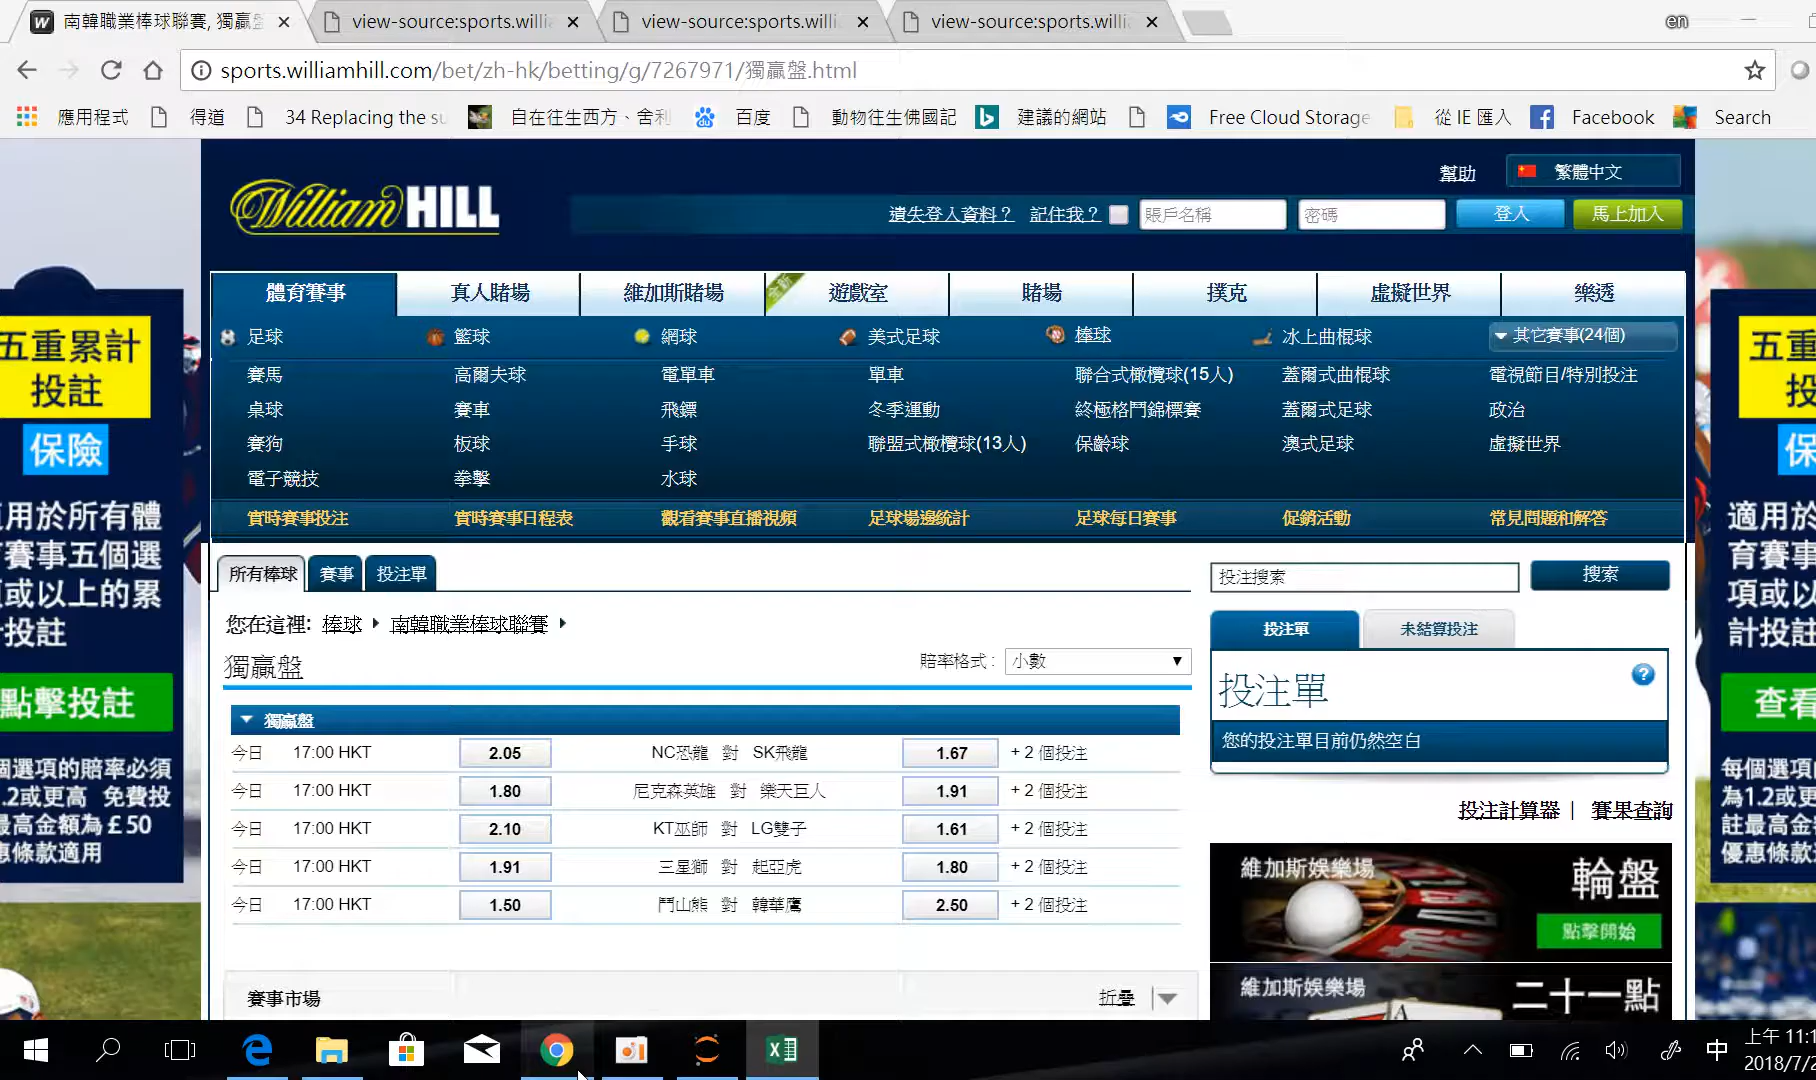 南韓職業棒球聯賽, 獨贏盤
view-source:sports.willi
view-source:sports.willi
view-source:sports.willi
en
sports.williamhill.com/bet/zh-hk/betting/g/7267971/獨贏盤.html
應用程式 得道 34 Replacing the su 自在往生西方、舍利 百度 動物往生佛國記 建議的網站 Free Cloud Storage 從 IE 匯入 Facebook Search
William HILL
幫助 繁體中文
遺失登入資料？ 記住我？ 賬戶名稱 密碼 登入 馬上加入
體育賽事 真人賭場 維加斯賭場 全新 遊戲室 賭場 撲克 虛擬世界 樂透
足球 籃球 網球 美式足球 棒球 冰上曲棍球 其它賽事(24個)
賽馬 高爾夫球 電單車 單車 聯合式橄欖球(15人) 蓋爾式曲棍球 電視節目/特別投注
桌球 賽車 飛鏢 冬季運動 終極格鬥錦標賽 蓋爾式足球 政治
賽狗 板球 手球 聯盟式橄欖球(13人) 保齡球 澳式足球 虛擬世界
電子競技 拳擊 水球
實時賽事投注 實時賽事日程表 觀看賽事直播視頻 足球場邊統計 足球每日賽事 促銷活動 常見問題和解答
五重累計
投註
保險
用於所有體
育賽事五個選
項或以上的累
計投註
點擊投註
個選項的賠率必須
1.2或更高 免費投
最高金額為￡50
惠條款適用
所有棒球 賽事 投注單
您在這裡: 棒球 南韓職業棒球聯賽
獨贏盤 賠率格式 : 小數
獨贏盤
今日 17:00 HKT 2.05 NC恐龍 對 SK飛龍 1.67 + 2 個投注
今日 17:00 HKT 1.80 尼克森英雄 對 樂天巨人 1.91 + 2 個投注
今日 17:00 HKT 2.10 KT巫師 對 LG雙子 1.61 + 2 個投注
今日 17:00 HKT 1.91 三星獅 對 起亞虎 1.80 + 2 個投注
今日 17:00 HKT 1.50 鬥山熊 對 韓華鷹 2.50 + 2 個投注
賽事市場 折疊
投注搜索 搜索
投注單 未結算投注
投注單 ?
您的投注單目前仍然空白
投注計算器 | 賽果查詢
維加斯娛樂場 輪盤
點擊開始
維加斯娛樂場 二十一點
五重
投
保
適用於
育賽事
項或以
計投註
查看
每個選項
為1.2或更
註最高金
優惠條款
中
上午 11:1
2018/7/2